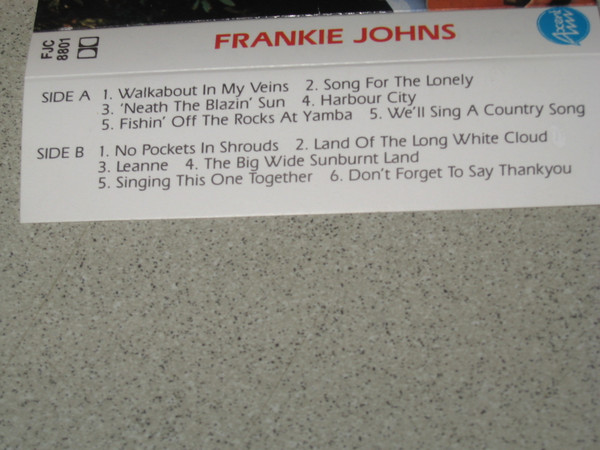 FJC
8801
FRANKIE JOHNS
SIDE A 1. Walkabout In My Veins 2. Song For The Lonely
3. 'Neath The Blazin' Sun 4. Harbour City
5. Fishin' Off The Rocks At Yamba 5. We'll Sing A Country Song
SIDE B 1. No Pockets In Shrouds 2. Land Of The Long White Cloud
3. Leanne 4. The Big Wide Sunburnt Land
5. Singing This One Together 6. Don't Forget To Say Thankyou